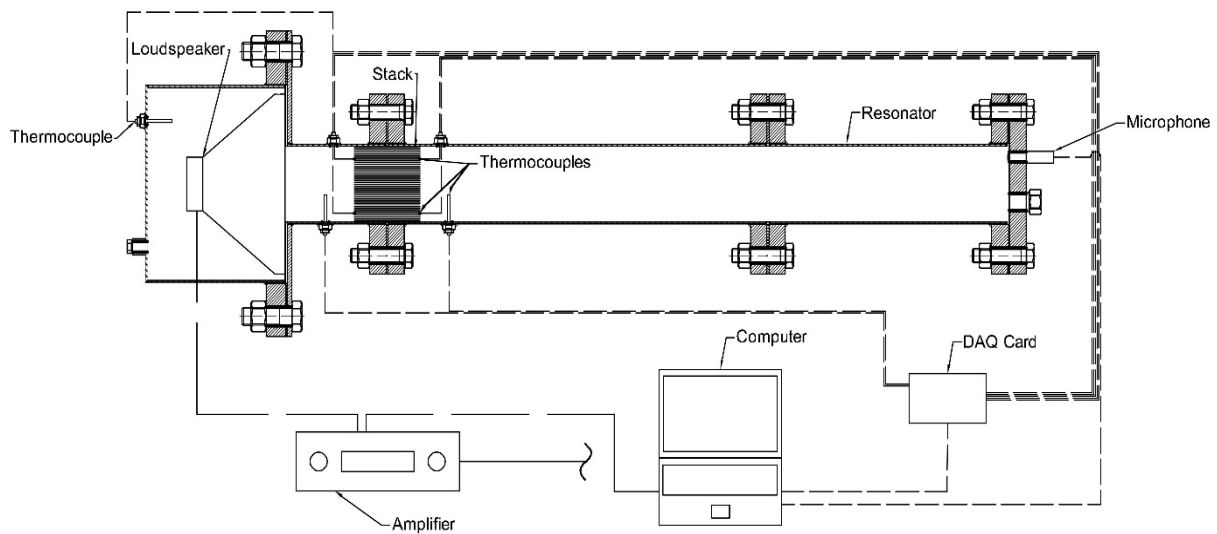 Loudspeaker
Stack
Resonator
Microphone
Thermocouple
Thermocouples
Computer
DAQ Card
Amplifier